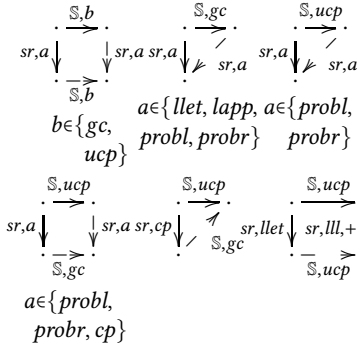 𝕊,b 𝕊,gc 𝕊,ucp
sr,a sr,a sr,a sr,a sr,a sr,a
𝕊,b
b∈{gc, ucp}
a∈{llet, lapp, probl, probr}
a∈{probl, probr}
𝕊,ucp 𝕊,ucp 𝕊,ucp
sr,a sr,a sr,cp 𝕊,gc sr,llet sr,lll,+
𝕊,gc 𝕊,ucp
a∈{probl,
probr, cp}